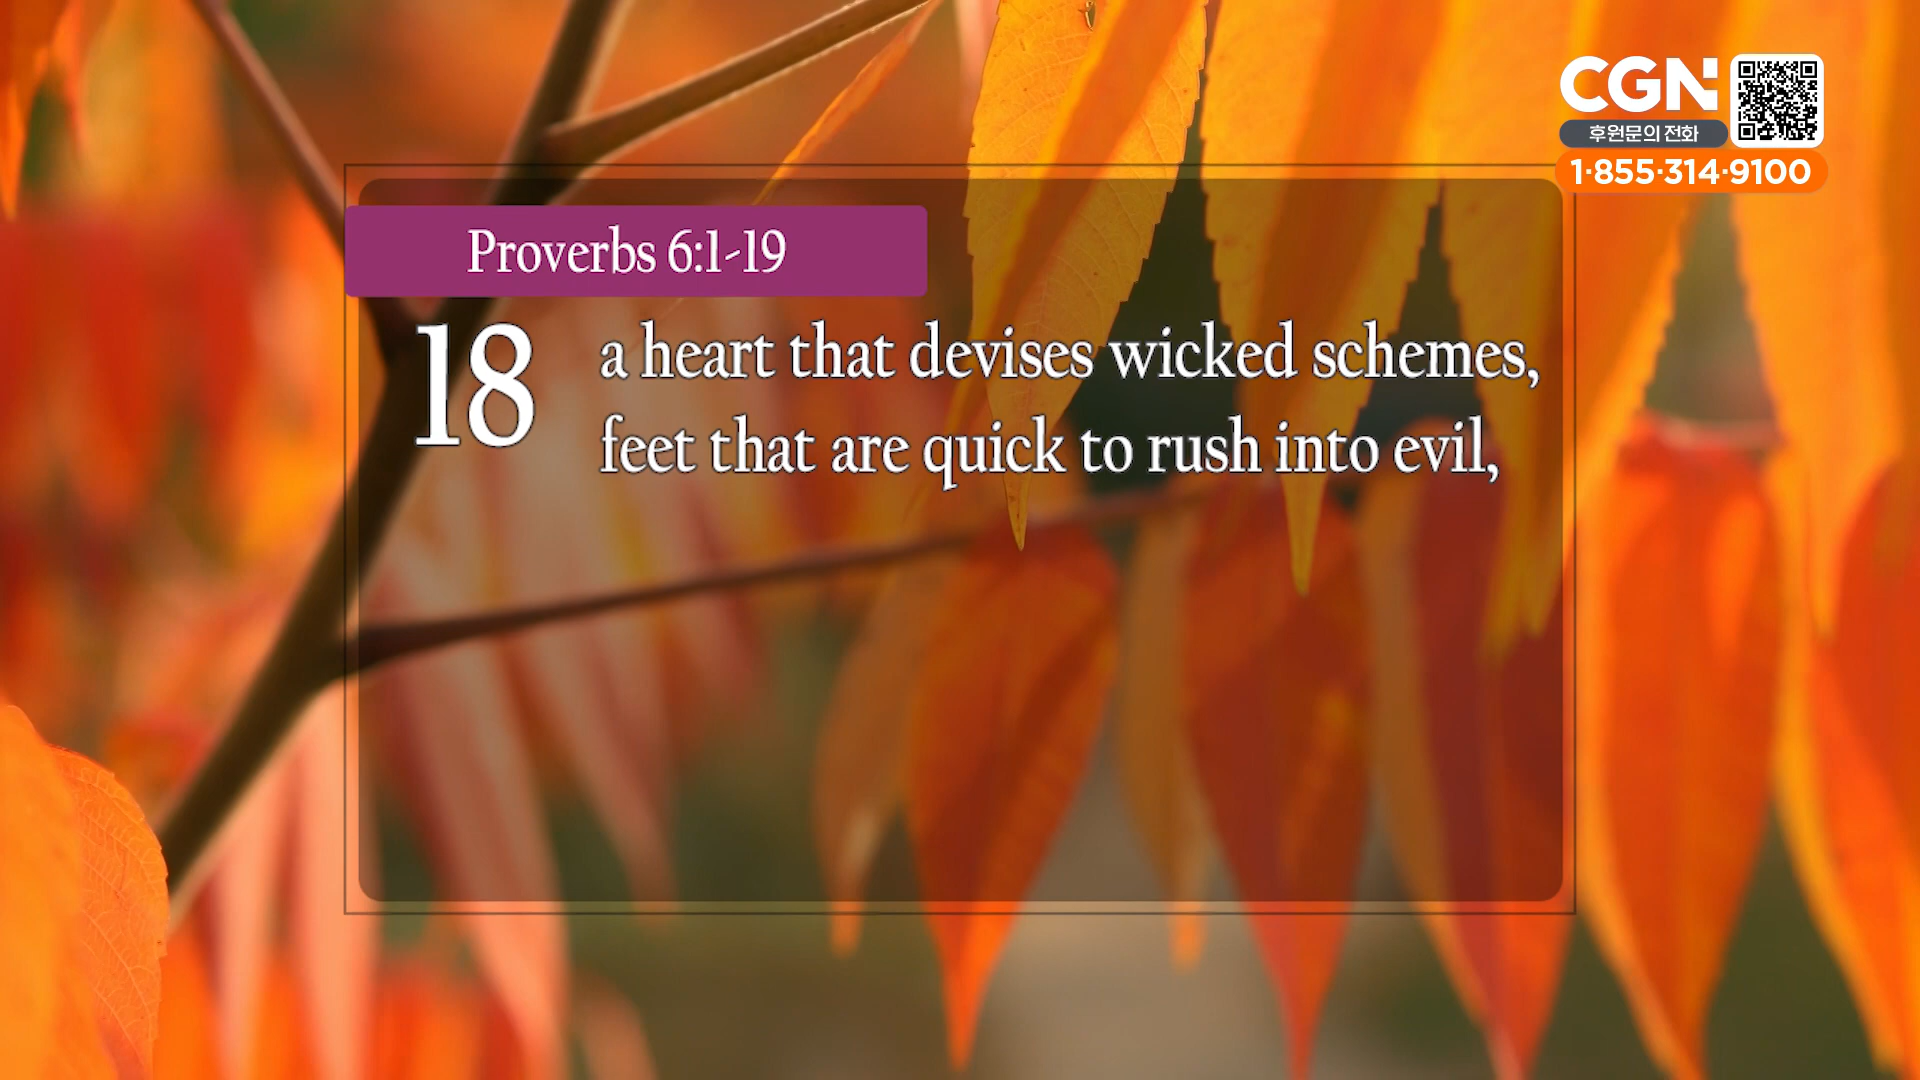 CGN
후원문의 전화
1·855·314·9100
Proverbs 6:1-19
18 a heart that devises wicked schemes,
feet that are quick to rush into evil,